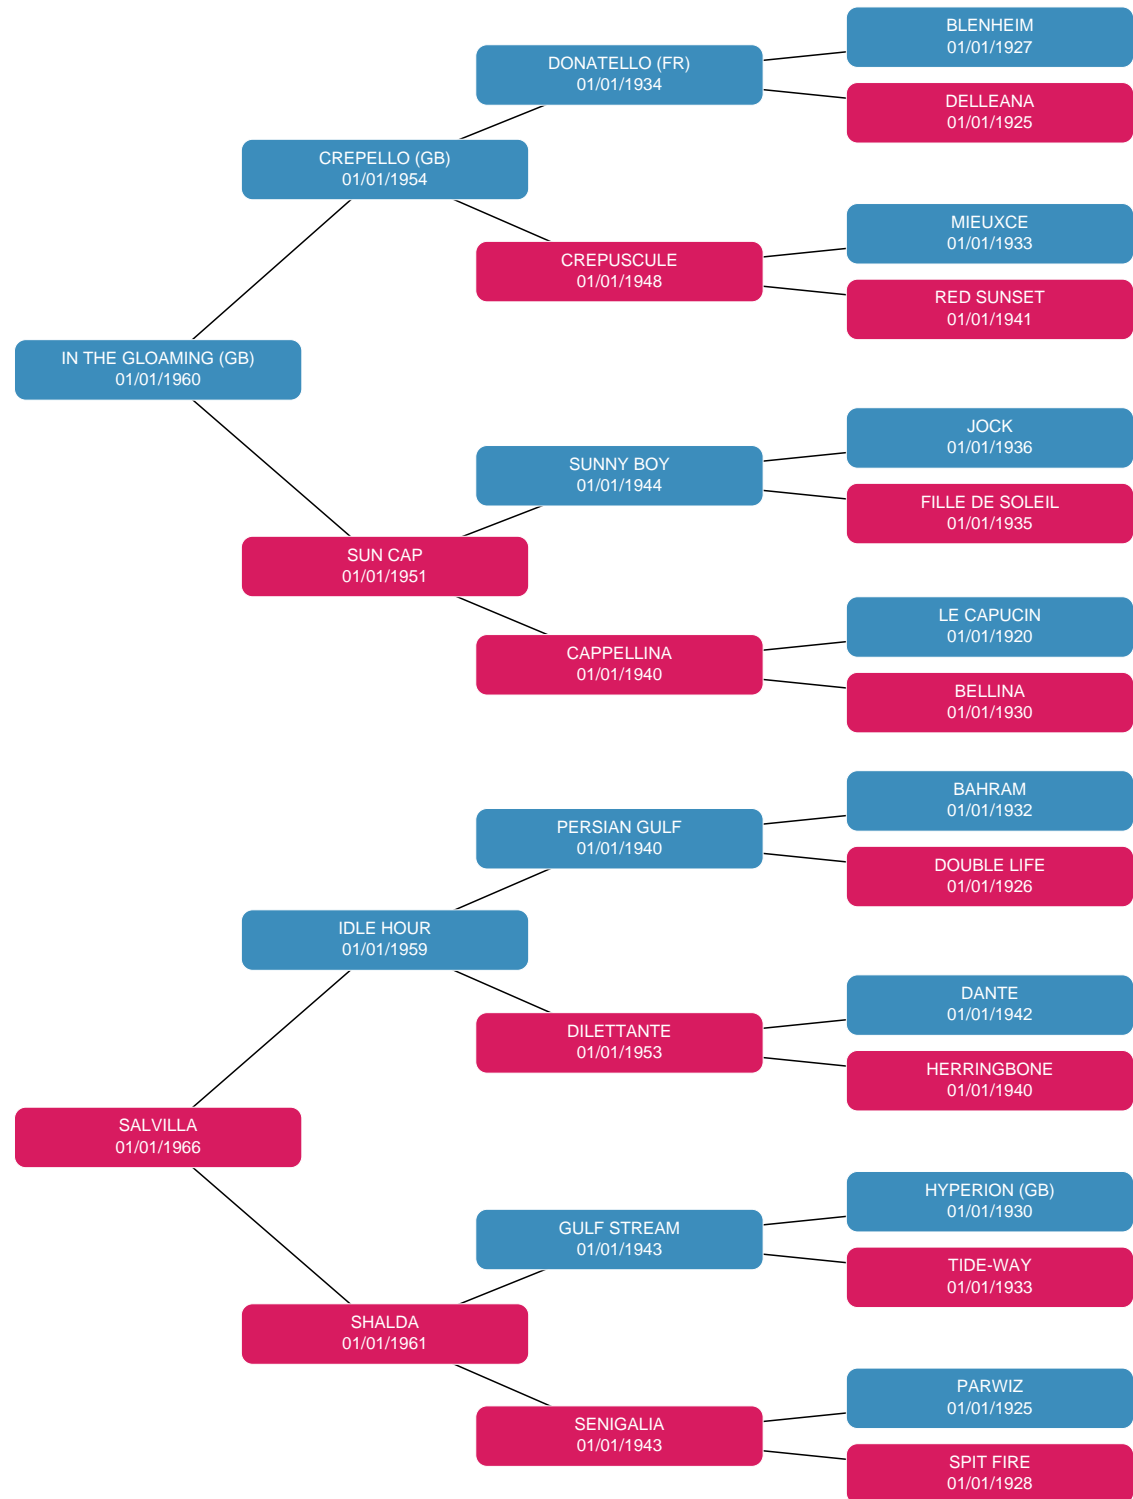 BLENHEIM
01/01/1927
DONATELLO (FR)
01/01/1934
DELLEANA
01/01/1925
CREPELLO (GB)
01/01/1954
MIEUXCE
01/01/1933
CREPUSCULE
01/01/1948
RED SUNSET
01/01/1941
IN THE GLOAMING (GB)
01/01/1960
JOCK
01/01/1936
SUNNY BOY
01/01/1944
FILLE DE SOLEIL
01/01/1935
SUN CAP
01/01/1951
LE CAPUCIN
01/01/1920
CAPPELLINA
01/01/1940
BELLINA
01/01/1930
BAHRAM
01/01/1932
PERSIAN GULF
01/01/1940
DOUBLE LIFE
01/01/1926
IDLE HOUR
01/01/1959
DANTE
01/01/1942
DILETTANTE
01/01/1953
HERRINGBONE
01/01/1940
SALVILLA
01/01/1966
HYPERION (GB)
01/01/1930
GULF STREAM
01/01/1943
TIDE-WAY
01/01/1933
SHALDA
01/01/1961
PARWIZ
01/01/1925
SENIGALIA
01/01/1943
SPIT FIRE
01/01/1928